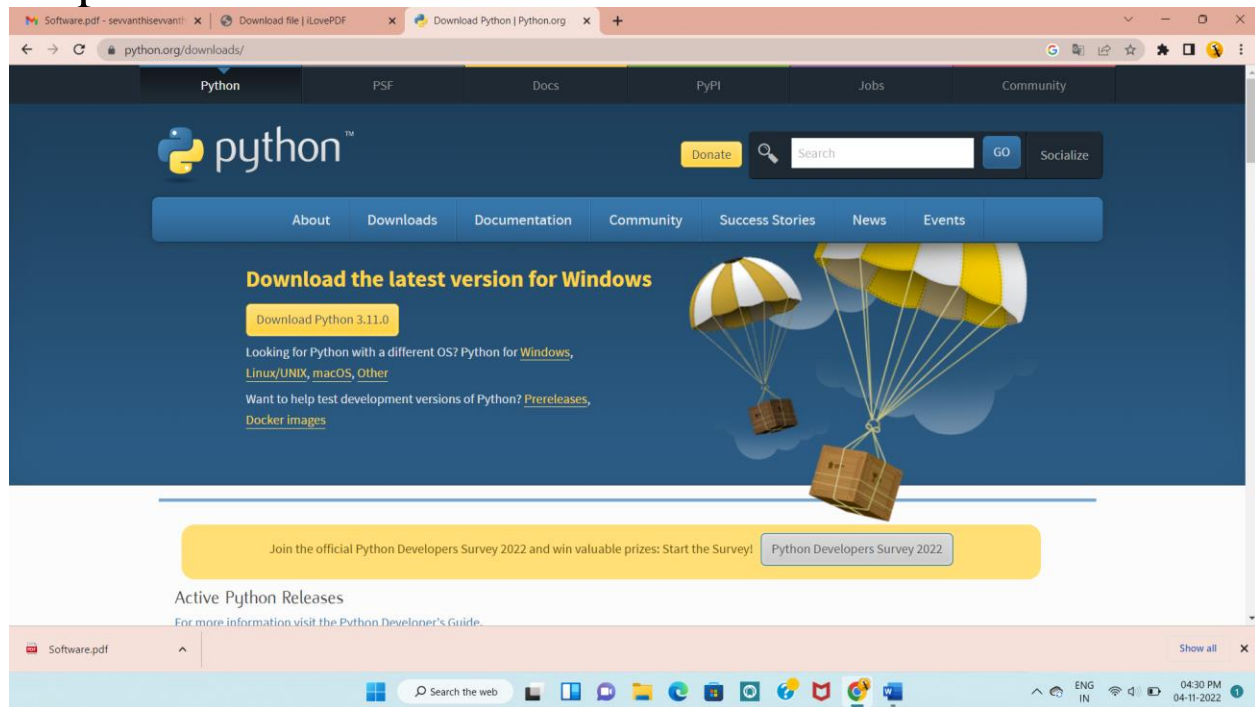 Software.pdf - sevvanthisevvanth
Download file | iLovePDF
Download Python | Python.org
python.org/downloads/
Python
PSF
Docs
PyPI
Jobs
Community
python™
Donate
Search
GO
Socialize
About
Downloads
Documentation
Community
Success Stories
News
Events
Download the latest version for Windows
Download Python 3.11.0
Looking for Python with a different OS? Python for Windows,
Linux/UNIX, macOS, Other
Want to help test development versions of Python? Prereleases,
Docker images
Join the official Python Developers Survey 2022 and win valuable prizes: Start the Survey!
Python Developers Survey 2022
Active Python Releases
For more information visit the Python Developer's Guide.
Software.pdf
Show all
Search the web
ENG
IN
04:30 PM
04-11-2022
1